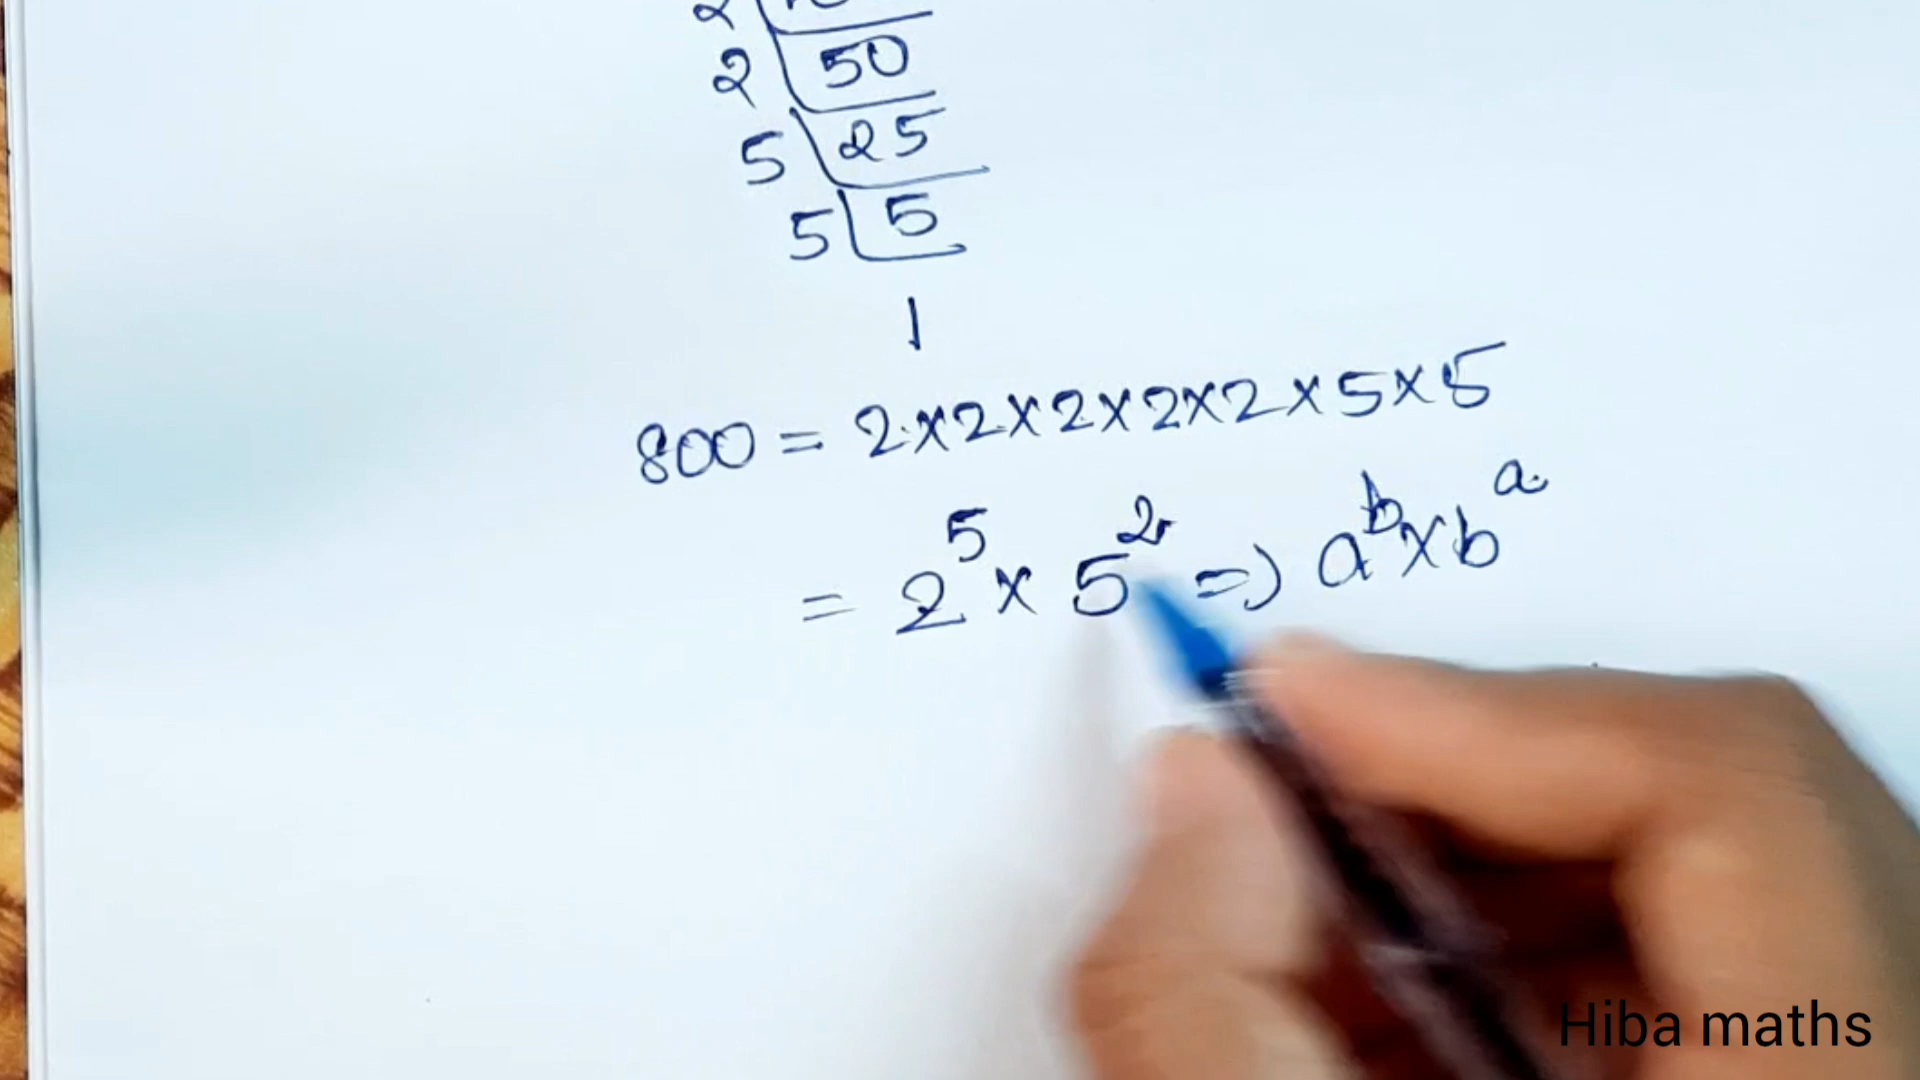 2
2 50
5 25
5 5
1
800 = 2×2×2×2×2×5×5
= 2^5 × 5^2 => a^b × b^a
Hiba maths